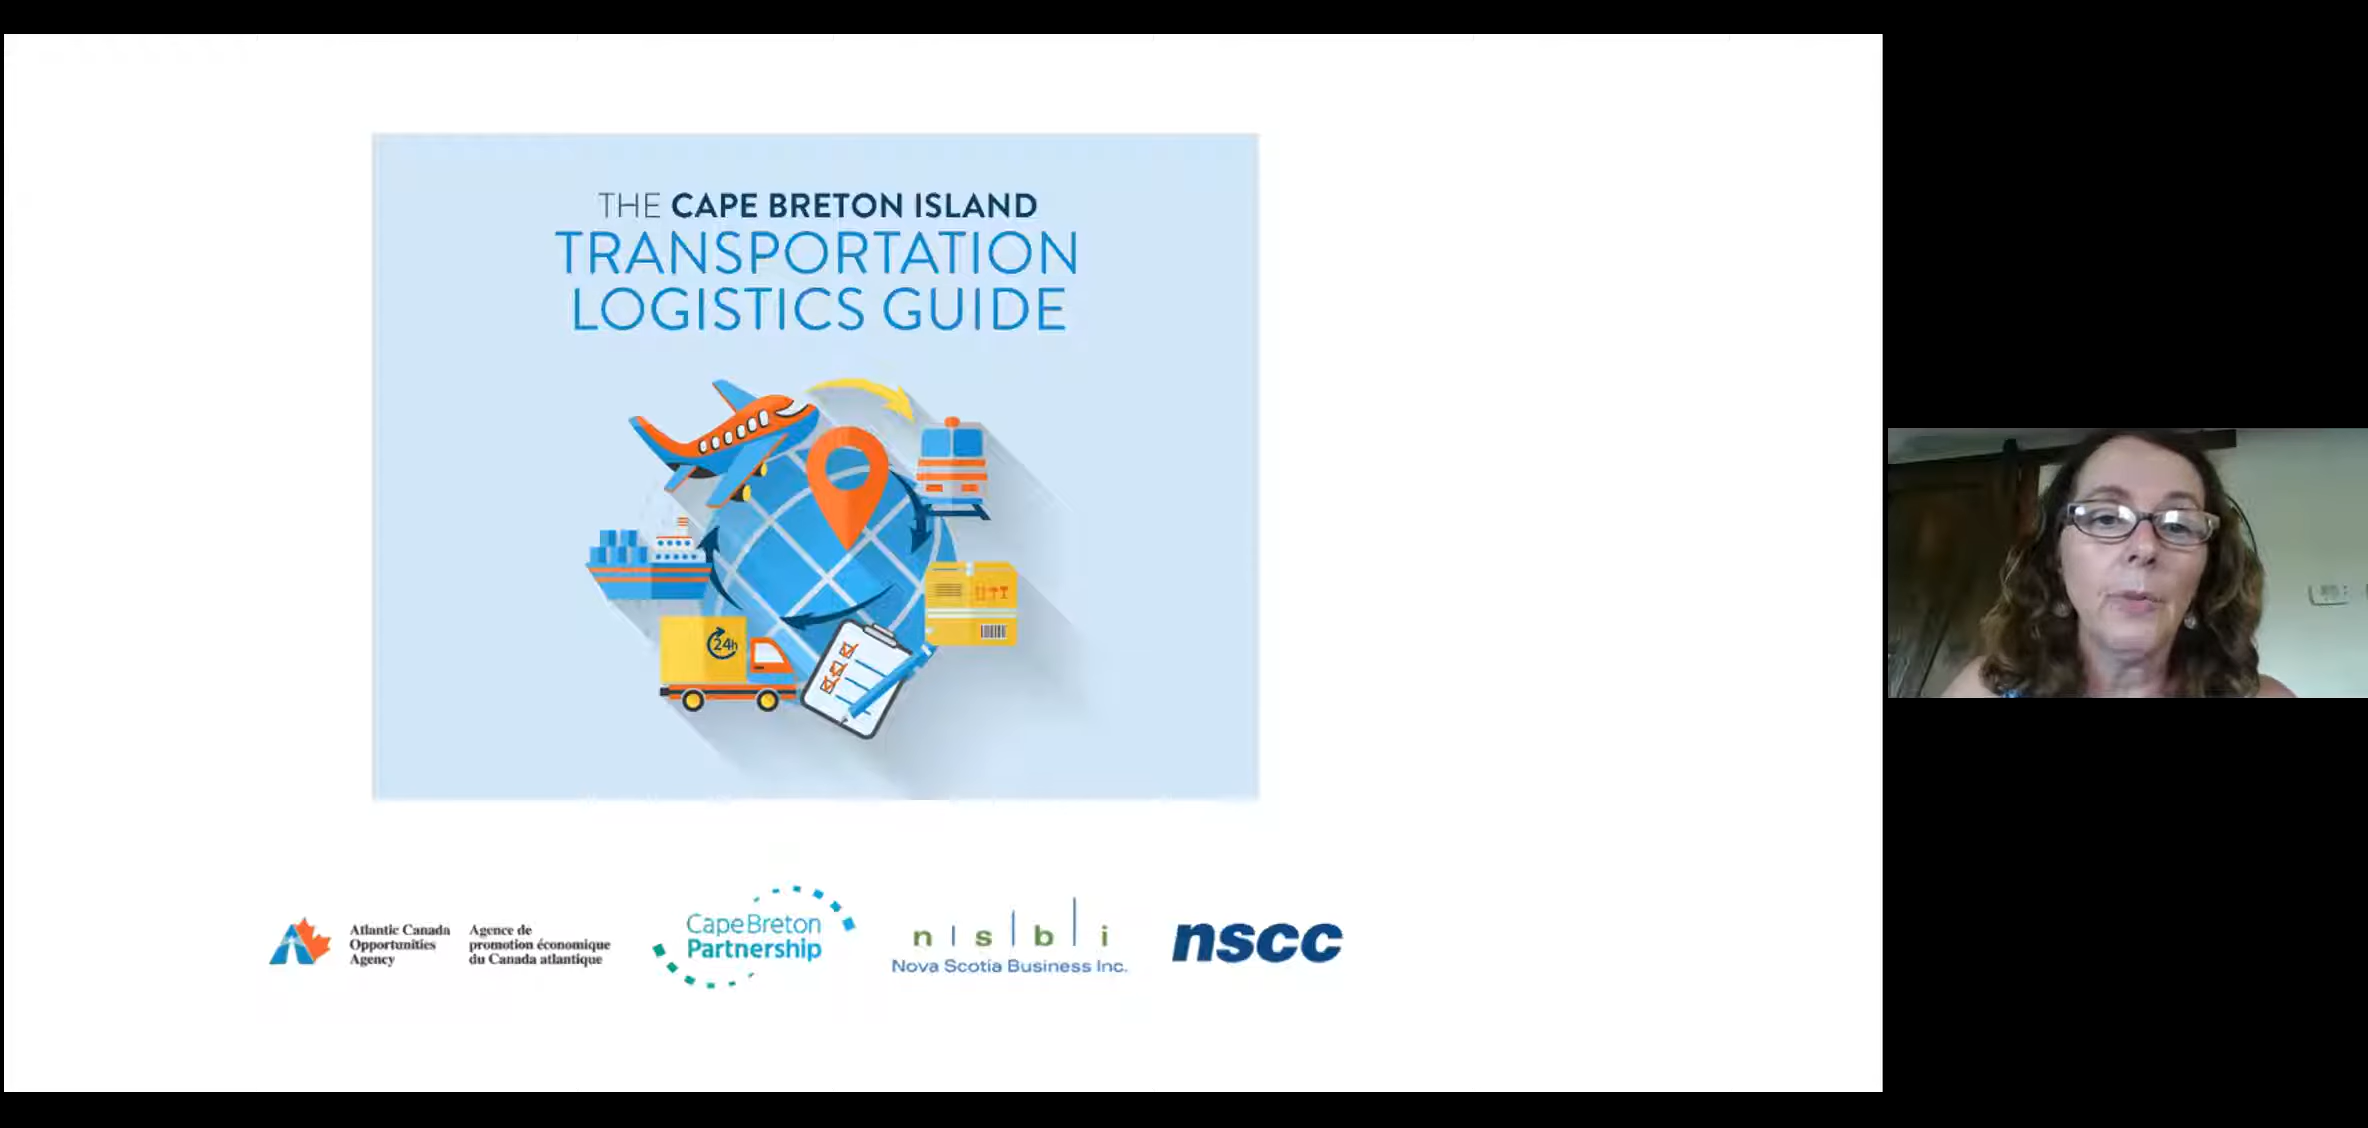 THE CAPE BRETON ISLAND
TRANSPORTATION
LOGISTICS GUIDE
24h
Atlantic Canada
Opportunities
Agency
Agence de
promotion économique
du Canada atlantique
CapeBreton
Partnership
nsbi
Nova Scotia Business Inc.
nscc